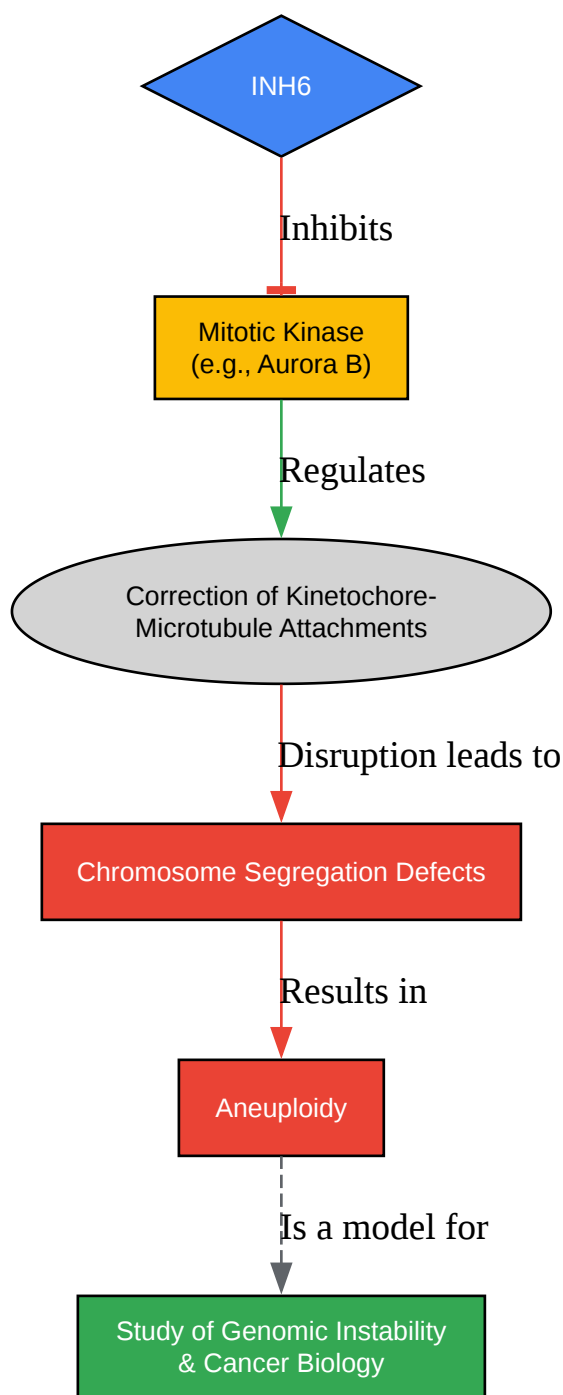 INH6
Inhibits
Mitotic Kinase
(e.g., Aurora B)
Regulates
Correction of Kinetochore-
Microtubule Attachments
Disruption leads to
Chromosome Segregation Defects
Results in
Aneuploidy
Is a model for
Study of Genomic Instability
& Cancer Biology